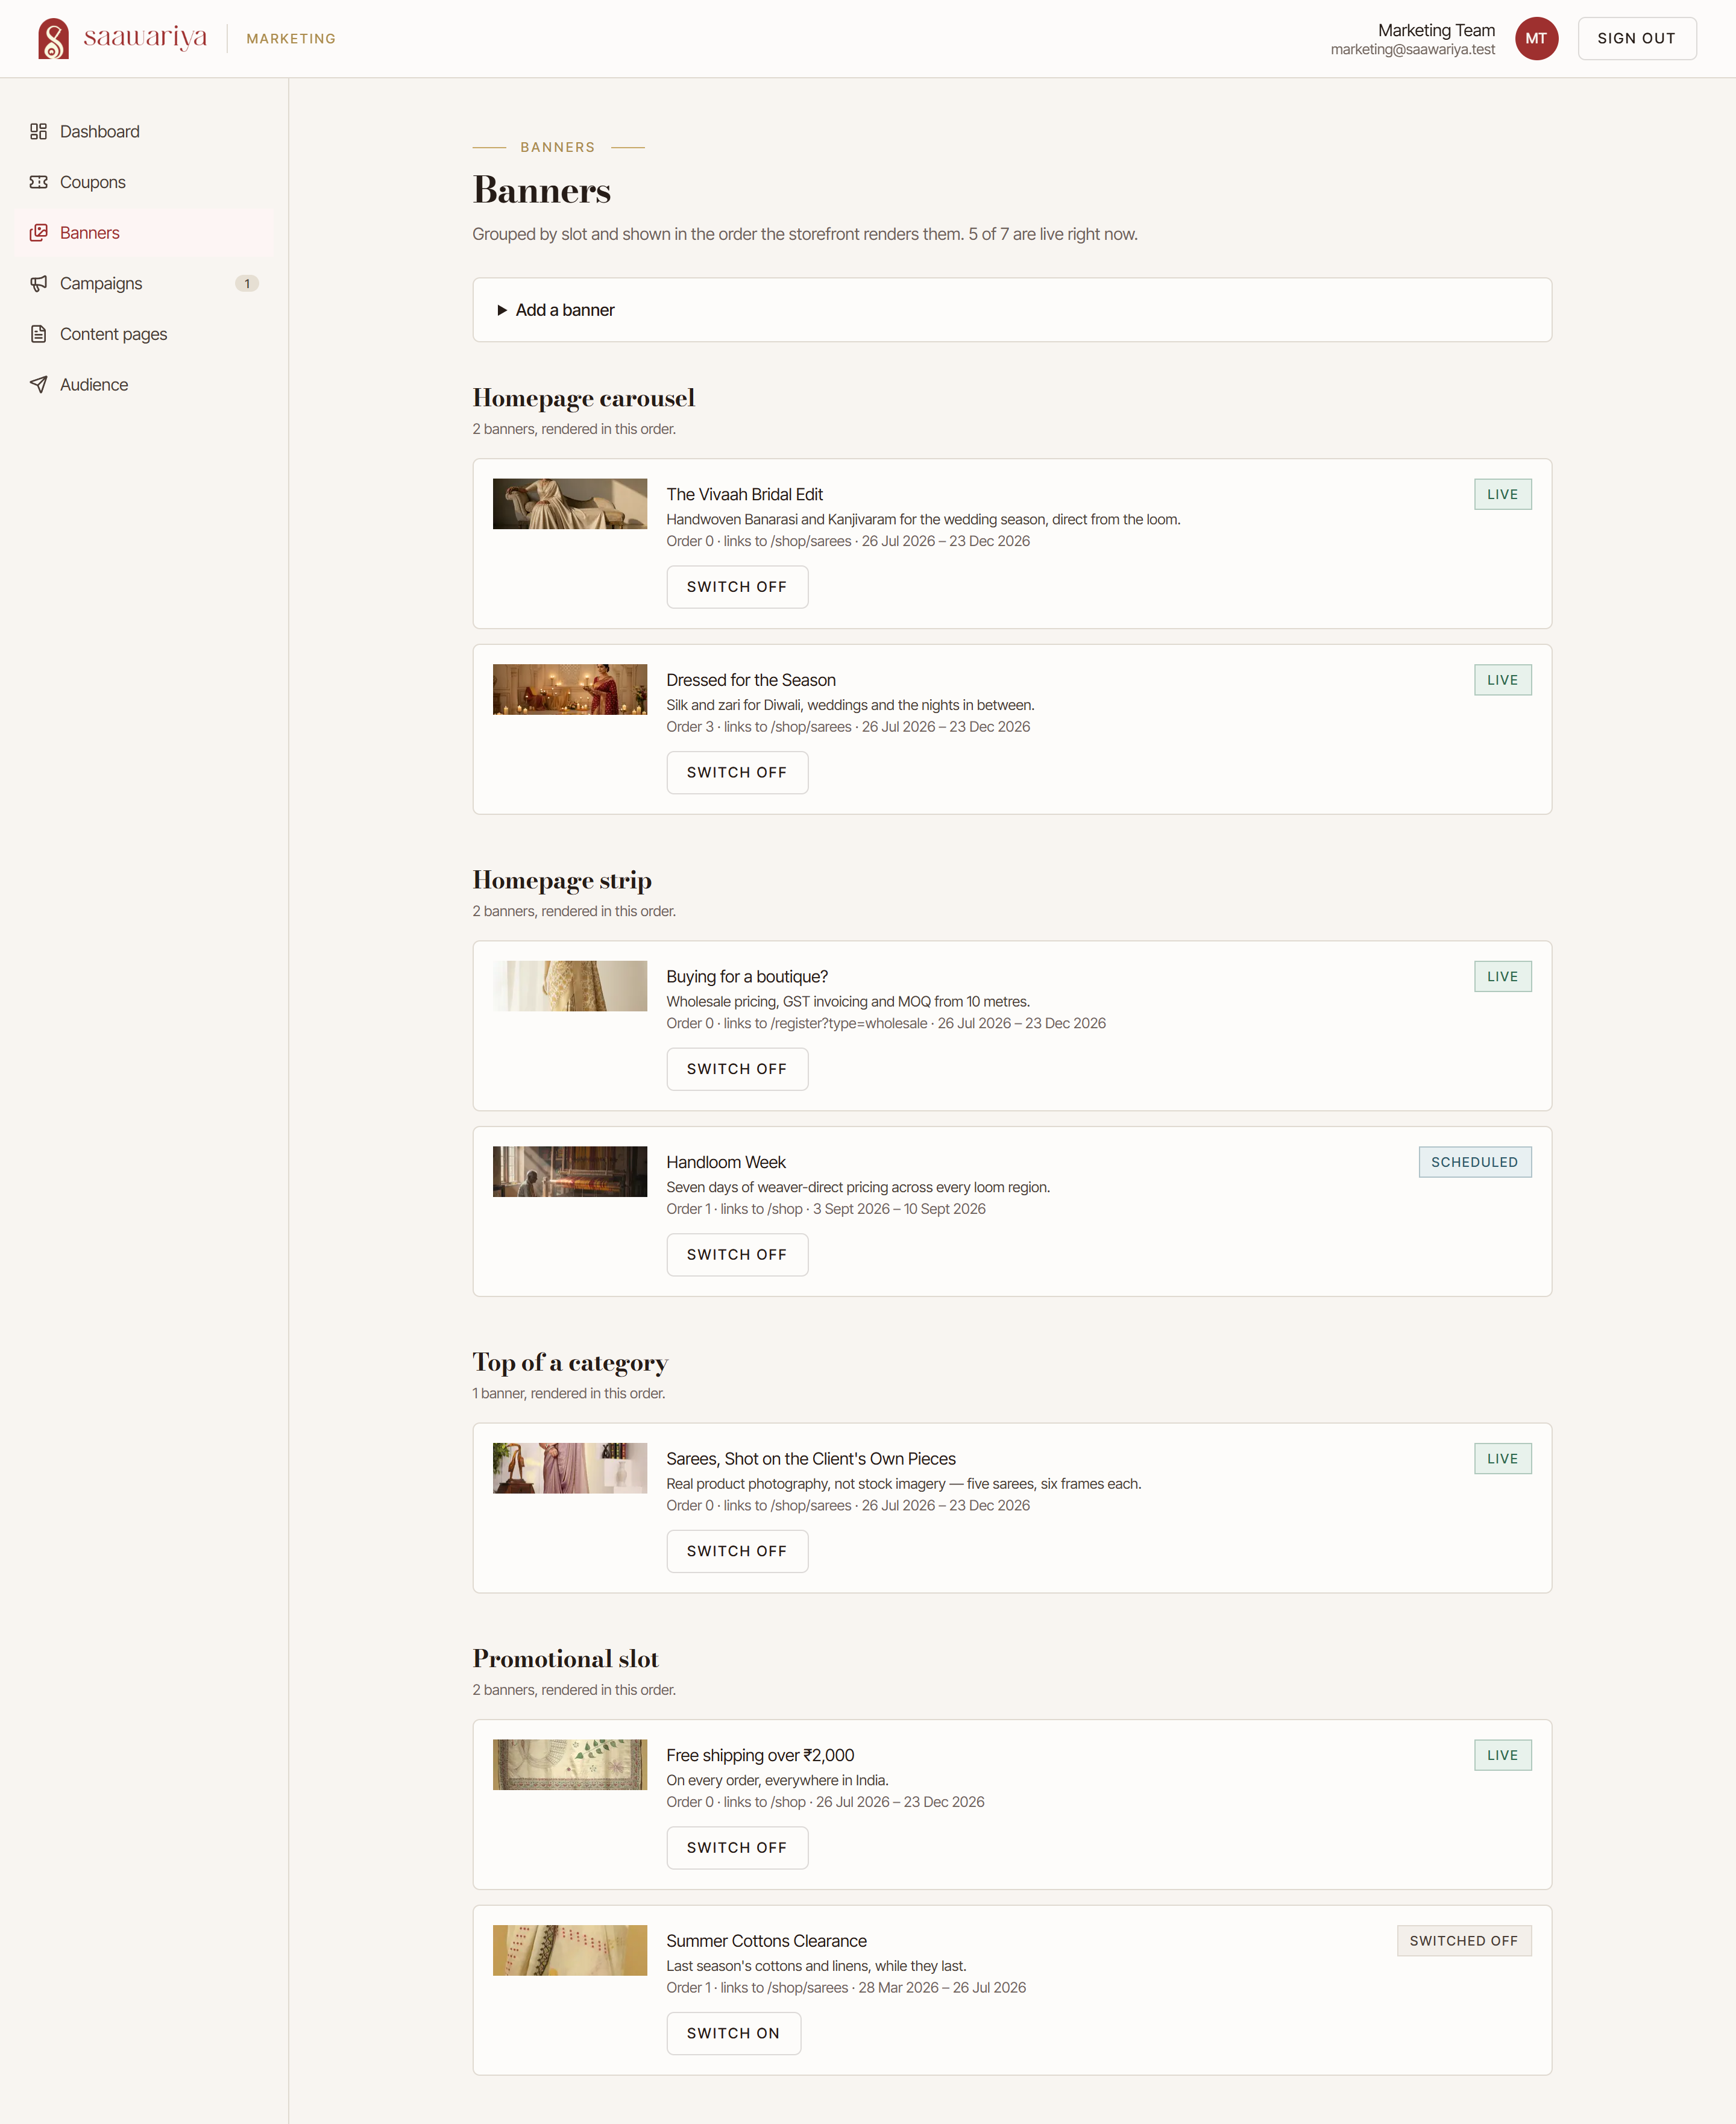 saawariya
MARKETING
Marketing Team
marketing@saawariya.test
MT
SIGN OUT
Dashboard
Coupons
Banners
Campaigns 1
Content pages
Audience
BANNERS
Banners
Grouped by slot and shown in the order the storefront renders them. 5 of 7 are live right now.
Add a banner
Homepage carousel
2 banners, rendered in this order.
The Vivaah Bridal Edit
LIVE
Handwoven Banarasi and Kanjivaram for the wedding season, direct from the loom.
Order 0 · links to /shop/sarees · 26 Jul 2026 – 23 Dec 2026
SWITCH OFF
Dressed for the Season
LIVE
Silk and zari for Diwali, weddings and the nights in between.
Order 3 · links to /shop/sarees · 26 Jul 2026 – 23 Dec 2026
SWITCH OFF
Homepage strip
2 banners, rendered in this order.
Buying for a boutique?
LIVE
Wholesale pricing, GST invoicing and MOQ from 10 metres.
Order 0 · links to /register?type=wholesale · 26 Jul 2026 – 23 Dec 2026
SWITCH OFF
Handloom Week
SCHEDULED
Seven days of weaver-direct pricing across every loom region.
Order 1 · links to /shop · 3 Sept 2026 – 10 Sept 2026
SWITCH OFF
Top of a category
1 banner, rendered in this order.
Sarees, Shot on the Client's Own Pieces
LIVE
Real product photography, not stock imagery — five sarees, six frames each.
Order 0 · links to /shop/sarees · 26 Jul 2026 – 23 Dec 2026
SWITCH OFF
Promotional slot
2 banners, rendered in this order.
Free shipping over ₹2,000
LIVE
On every order, everywhere in India.
Order 0 · links to /shop · 26 Jul 2026 – 23 Dec 2026
SWITCH OFF
Summer Cottons Clearance
SWITCHED OFF
Last season's cottons and linens, while they last.
Order 1 · links to /shop/sarees · 28 Mar 2026 – 26 Jul 2026
SWITCH ON